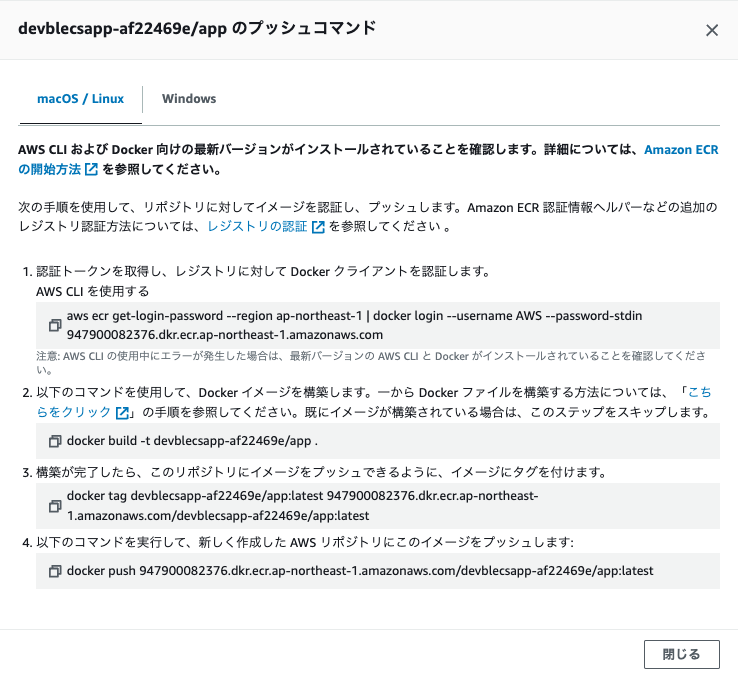 devblecsapp-af22469e/app のプッシュコマンド
macOS / Linux
Windows
AWS CLI および Docker 向けの最新バージョンがインストールされていることを確認します。詳細については、Amazon ECR
の開始方法 を参照してください。
次の手順を使用して、リポジトリに対してイメージを認証し、プッシュします。Amazon ECR 認証情報ヘルパーなどの追加の
レジストリ認証方法については、レジストリの認証 を参照してください 。
1. 認証トークンを取得し、レジストリに対して Docker クライアントを認証します。
AWS CLI を使用する
aws ecr get-login-password --region ap-northeast-1 | docker login --username AWS --password-stdin
947900082376.dkr.ecr.ap-northeast-1.amazonaws.com
注意: AWS CLI の使用中にエラーが発生した場合は、最新バージョンの AWS CLI と Docker がインストールされていることを確認してくださ
い。
2. 以下のコマンドを使用して、Docker イメージを構築します。一から Docker ファイルを構築する方法については、「こち
らをクリック 」の手順を参照してください。既にイメージが構築されている場合は、このステップをスキップします。
docker build -t devblecsapp-af22469e/app .
3. 構築が完了したら、このリポジトリにイメージをプッシュできるように、イメージにタグを付けます。
docker tag devblecsapp-af22469e/app:latest 947900082376.dkr.ecr.ap-northeast-
1.amazonaws.com/devblecsapp-af22469e/app:latest
4. 以下のコマンドを実行して、新しく作成した AWS リポジトリにこのイメージをプッシュします:
docker push 947900082376.dkr.ecr.ap-northeast-1.amazonaws.com/devblecsapp-af22469e/app:latest
閉じる